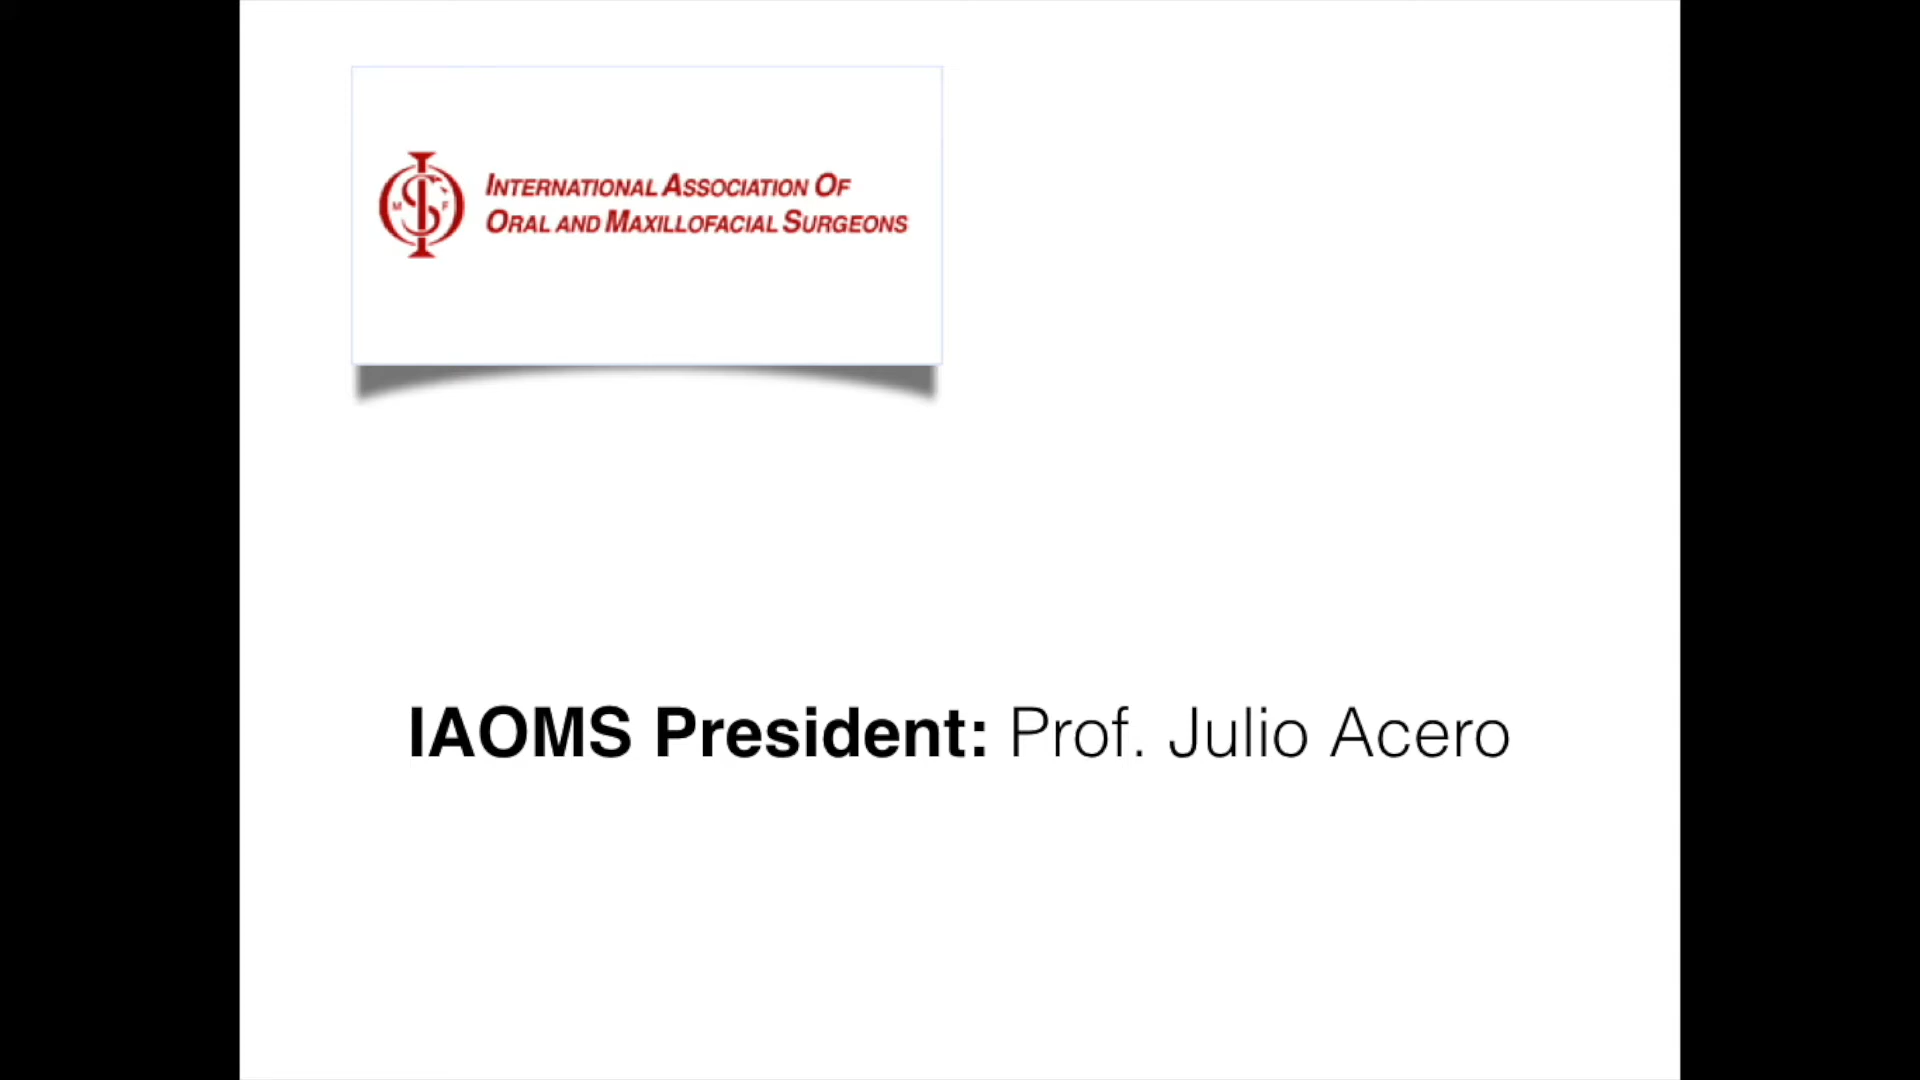 INTERNATIONAL ASSOCIATION OF
ORAL AND MAXILLOFACIAL SURGEONS
IAOMS President: Prof. Julio Acero